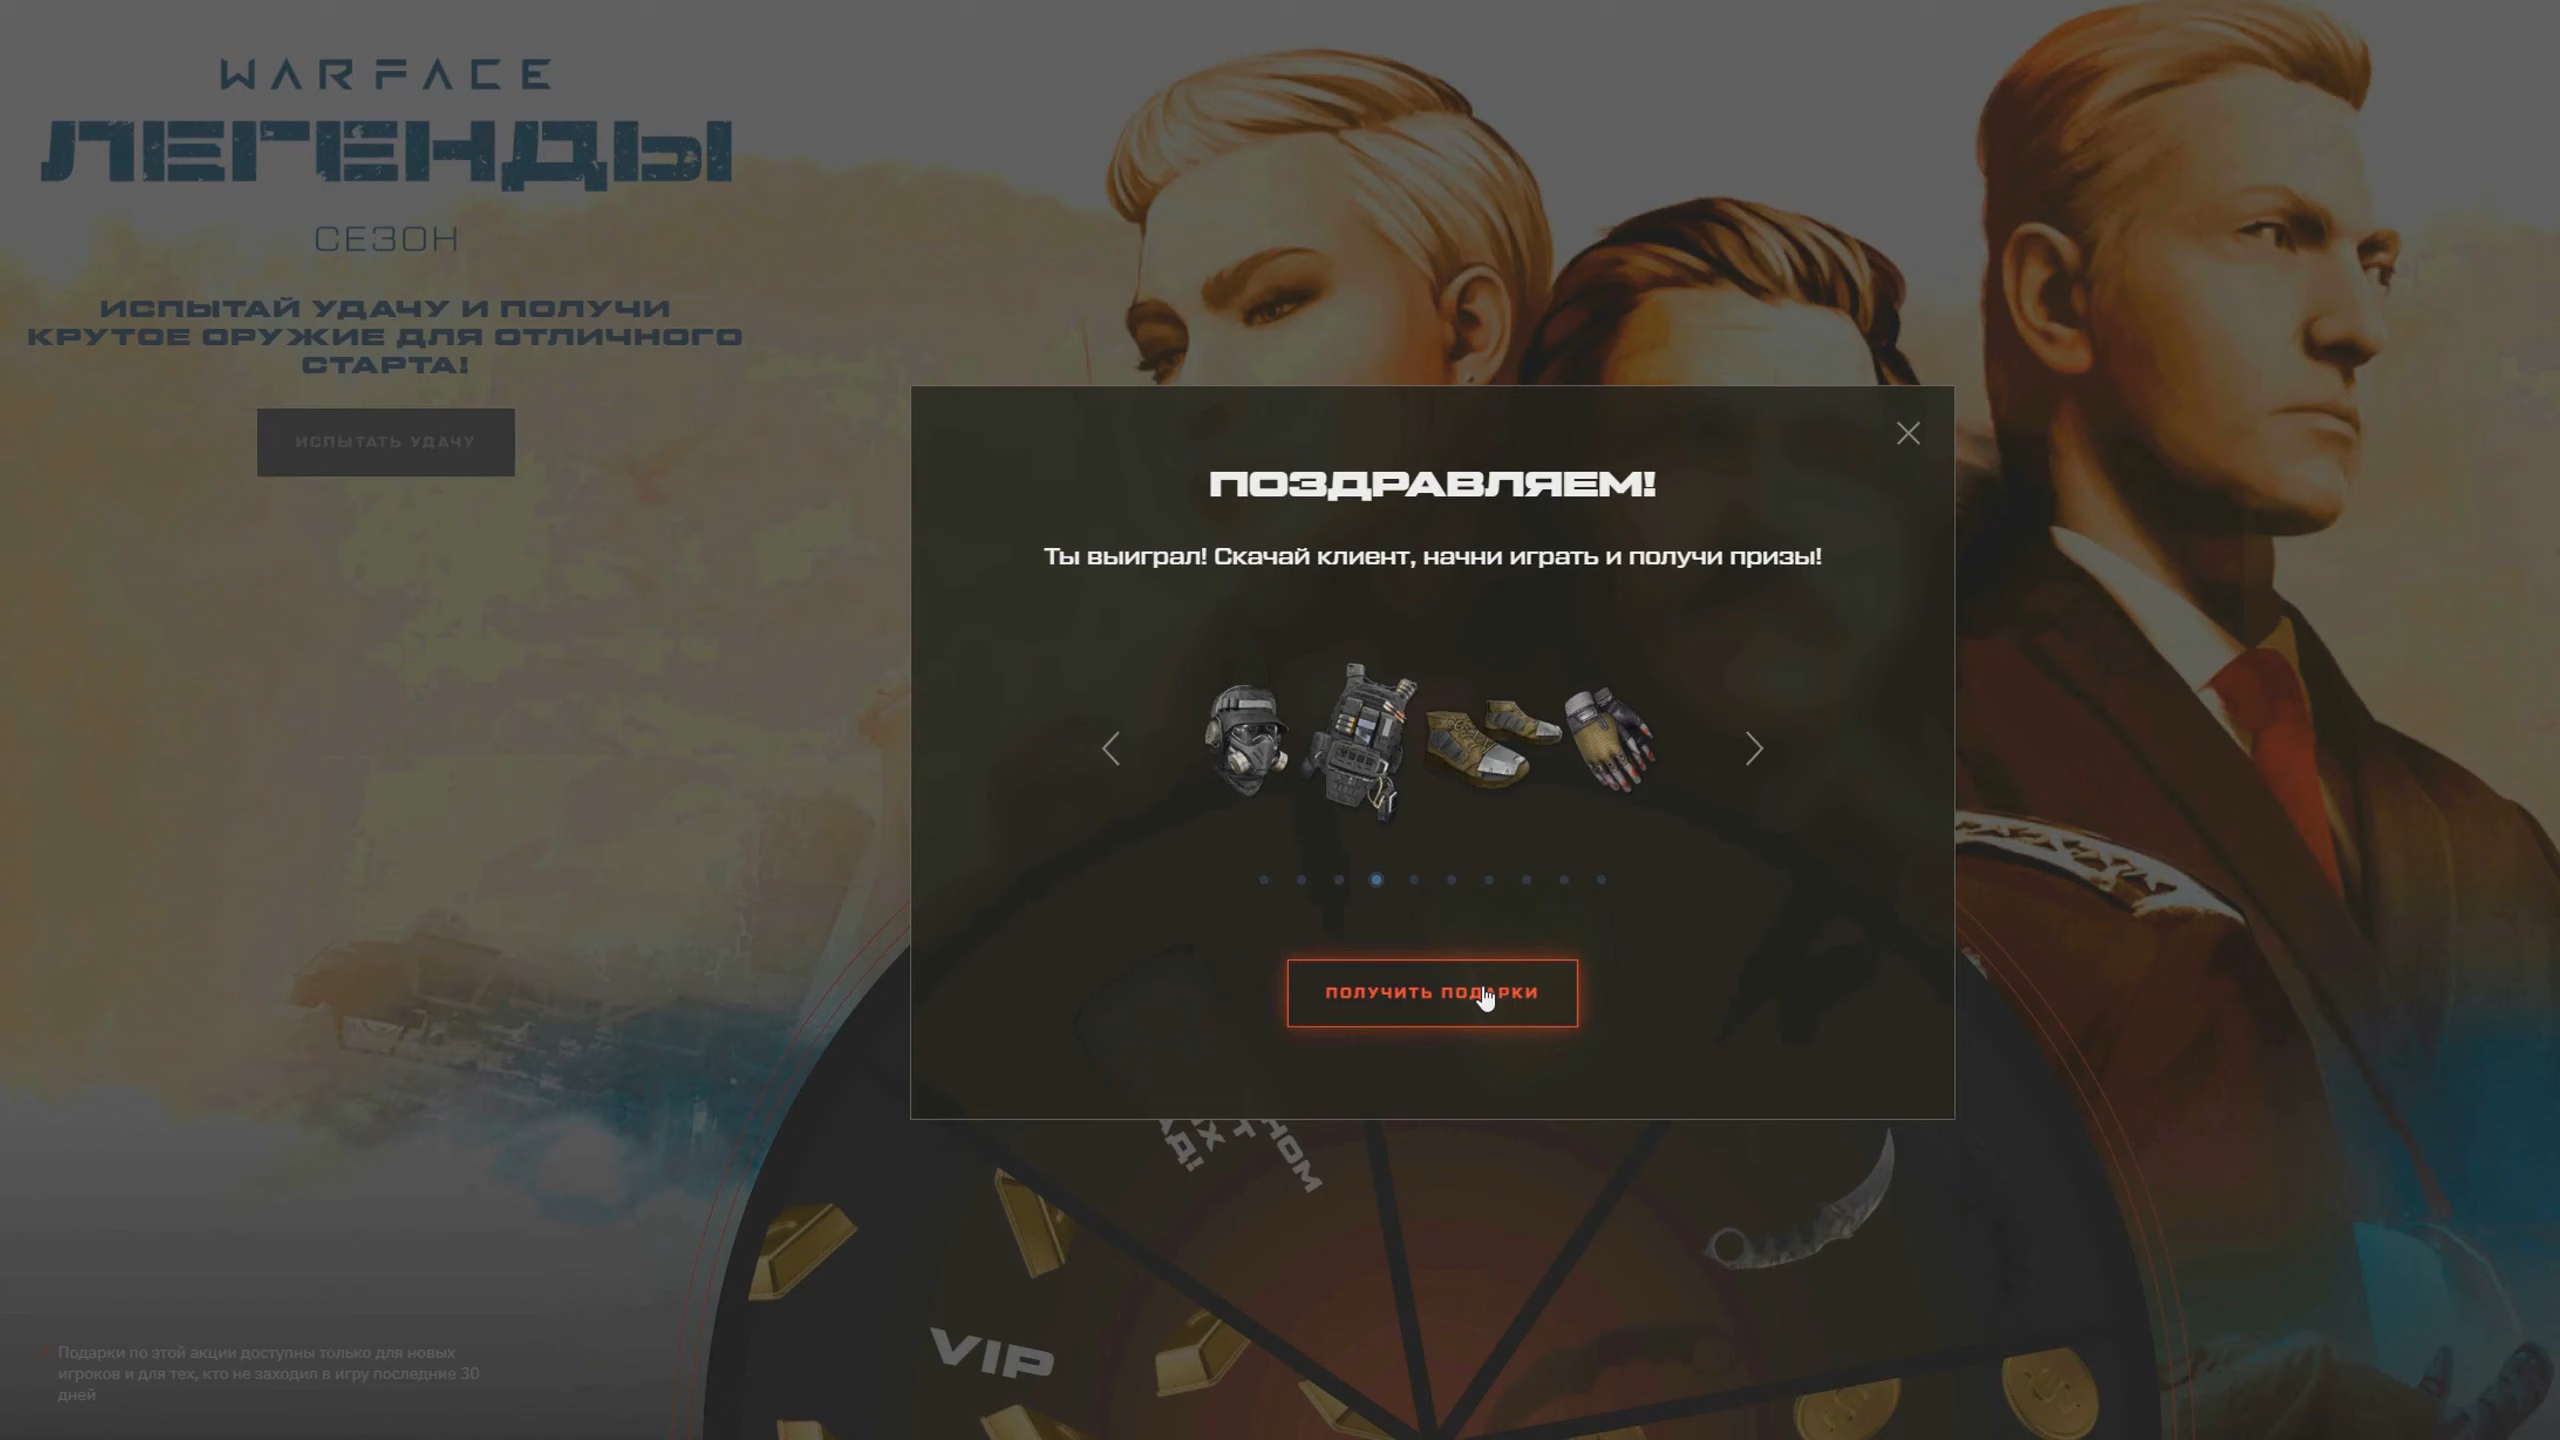 WARFACE
ЛЕГЕНДЫ
СЕЗОН
ИСПЫТАЙ УДАЧУ И ПОЛУЧИ
КРУТОЕ ОРУЖИЕ ДЛЯ ОТЛИЧНОГО
СТАРТА!
ИСПЫТАТЬ УДАЧУ
ПОЗДРАВЛЯЕМ!
Ты выиграл! Скачай клиент, начни играть и получи призы!
ПОЛУЧИТЬ ПОДАРКИ
VIP
* Подарки по этой акции доступны только для новых
игроков и для тех, кто не заходил в игру последние 30
дней